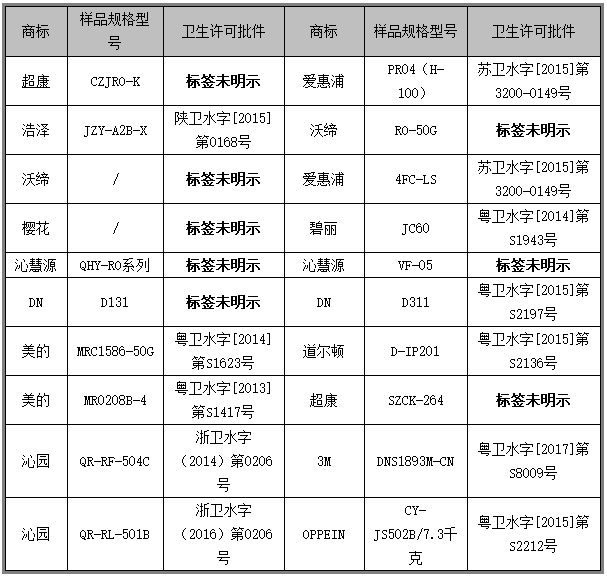 商标 样品规格型号 卫生许可批件 商标 样品规格型号 卫生许可批件
超康 CZJRO-K 标签未明示 爱惠浦 PRO4（H-100） 苏卫水字[2015]第3200-0149号
浩泽 JZY-A2B-X 陕卫水字[2015]第0168号 沃缔 RO-50G 标签未明示
沃缔 / 标签未明示 爱惠浦 4FC-LS 苏卫水字[2015]第3200-0149号
樱花 / 标签未明示 碧丽 JC60 粤卫水字[2014]第S1943号
沁慧源 QHY-RO系列 标签未明示 沁慧源 VF-05 标签未明示
DN D131 标签未明示 DN D311 粤卫水字[2015]第S2197号
美的 MRC1586-50G 粤卫水字[2014]第S1623号 道尔顿 D-IP201 粤卫水字[2015]第S2136号
美的 MRO208B-4 粤卫水字[2013]第S1417号 超康 SZCK-264 标签未明示
沁园 QR-RF-504C 浙卫水字（2014）第0206号 3M DNS1893M-CN 粤卫水字[2017]第S8009号
沁园 QR-RL-501B 浙卫水字（2016）第0206号 OPPEIN CY-JS502B/7.3千克 粤卫水字[2015]第S2212号